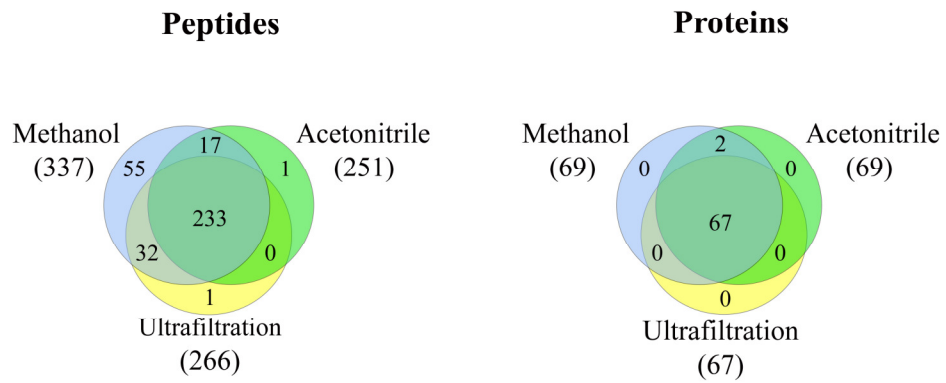 Peptides
Methanol
(337)
Acetonitrile
(251)
17
55
1
233
32
0
1
Ultrafiltration
(266)
Proteins
Methanol
(69)
Acetonitrile
(69)
2
0
0
67
0
0
0
Ultrafiltration
(67)